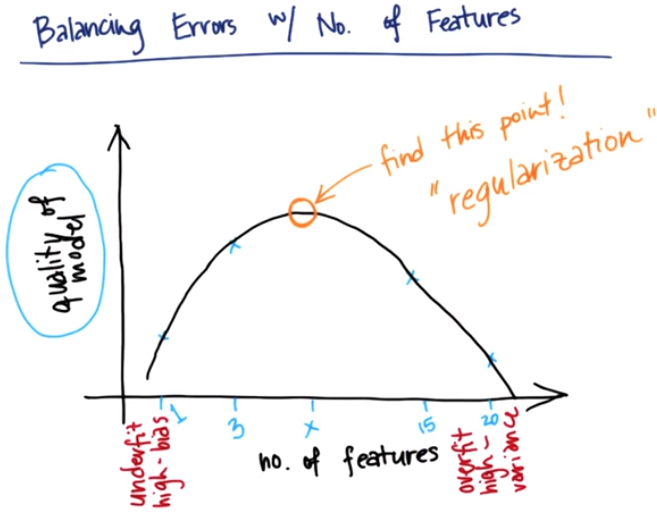 Balancing Errors w/ No. of Features
find this point!
"regularization"
quality of
model
1
3
x
15
20
no. of features
underfit
high-bias
overfit
high-
variance